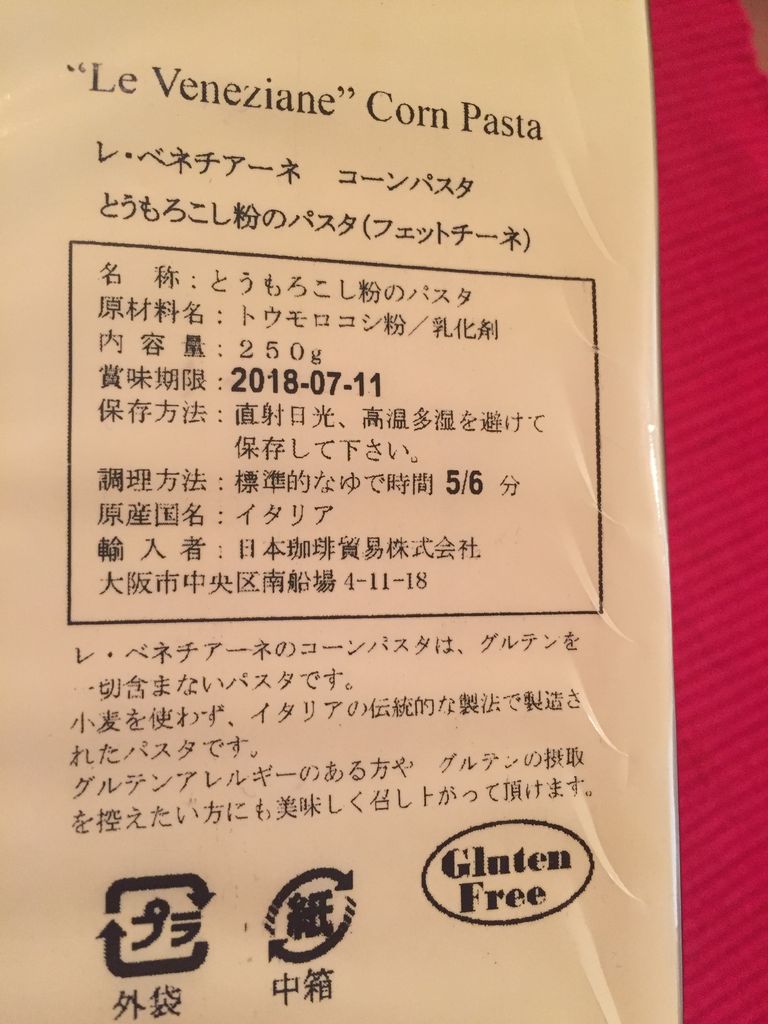 “Le Veneziane” Corn Pasta
レ・ベネチアーネ　コーンパスタ
とうもろこし粉のパスタ(フェットチーネ)
名　称：とうもろこし粉のパスタ
原材料名：トウモロコシ粉／乳化剤
内 容 量：２５０g
賞味期限：2018-07-11
保存方法：直射日光、高温多湿を避けて
保存して下さい。
調理方法：標準的なゆで時間 5/6 分
原産国名：イタリア
輸 入 者：日本珈琲貿易株式会社
大阪市中央区南船場 4-11-18
レ・ベネチアーネのコーンパスタは、グルテンを
一切含まないパスタです。
小麦を使わず、イタリアの伝統的な製法で製造さ
れたパスタです。
グルテンアレルギーのある方や　グルテンの摂取
を控えたい方にも美味しく召し上がって頂けます。
Gluten
Free
プラ
紙
外袋
中箱